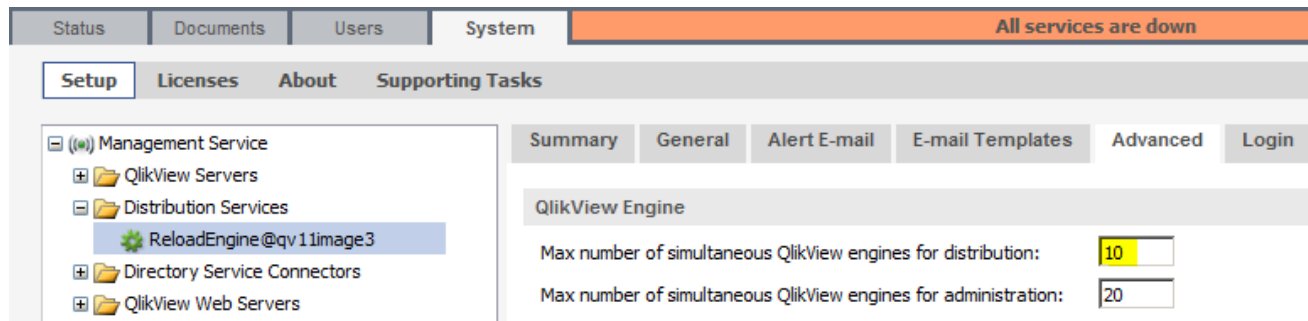 Status Documents Users System All services are down
Setup Licenses About Supporting Tasks
Management Service
QlikView Servers
Distribution Services
ReloadEngine@qv11image3
Directory Service Connectors
QlikView Web Servers
Summary General Alert E-mail E-mail Templates Advanced Login
QlikView Engine
Max number of simultaneous QlikView engines for distribution: 10
Max number of simultaneous QlikView engines for administration: 20